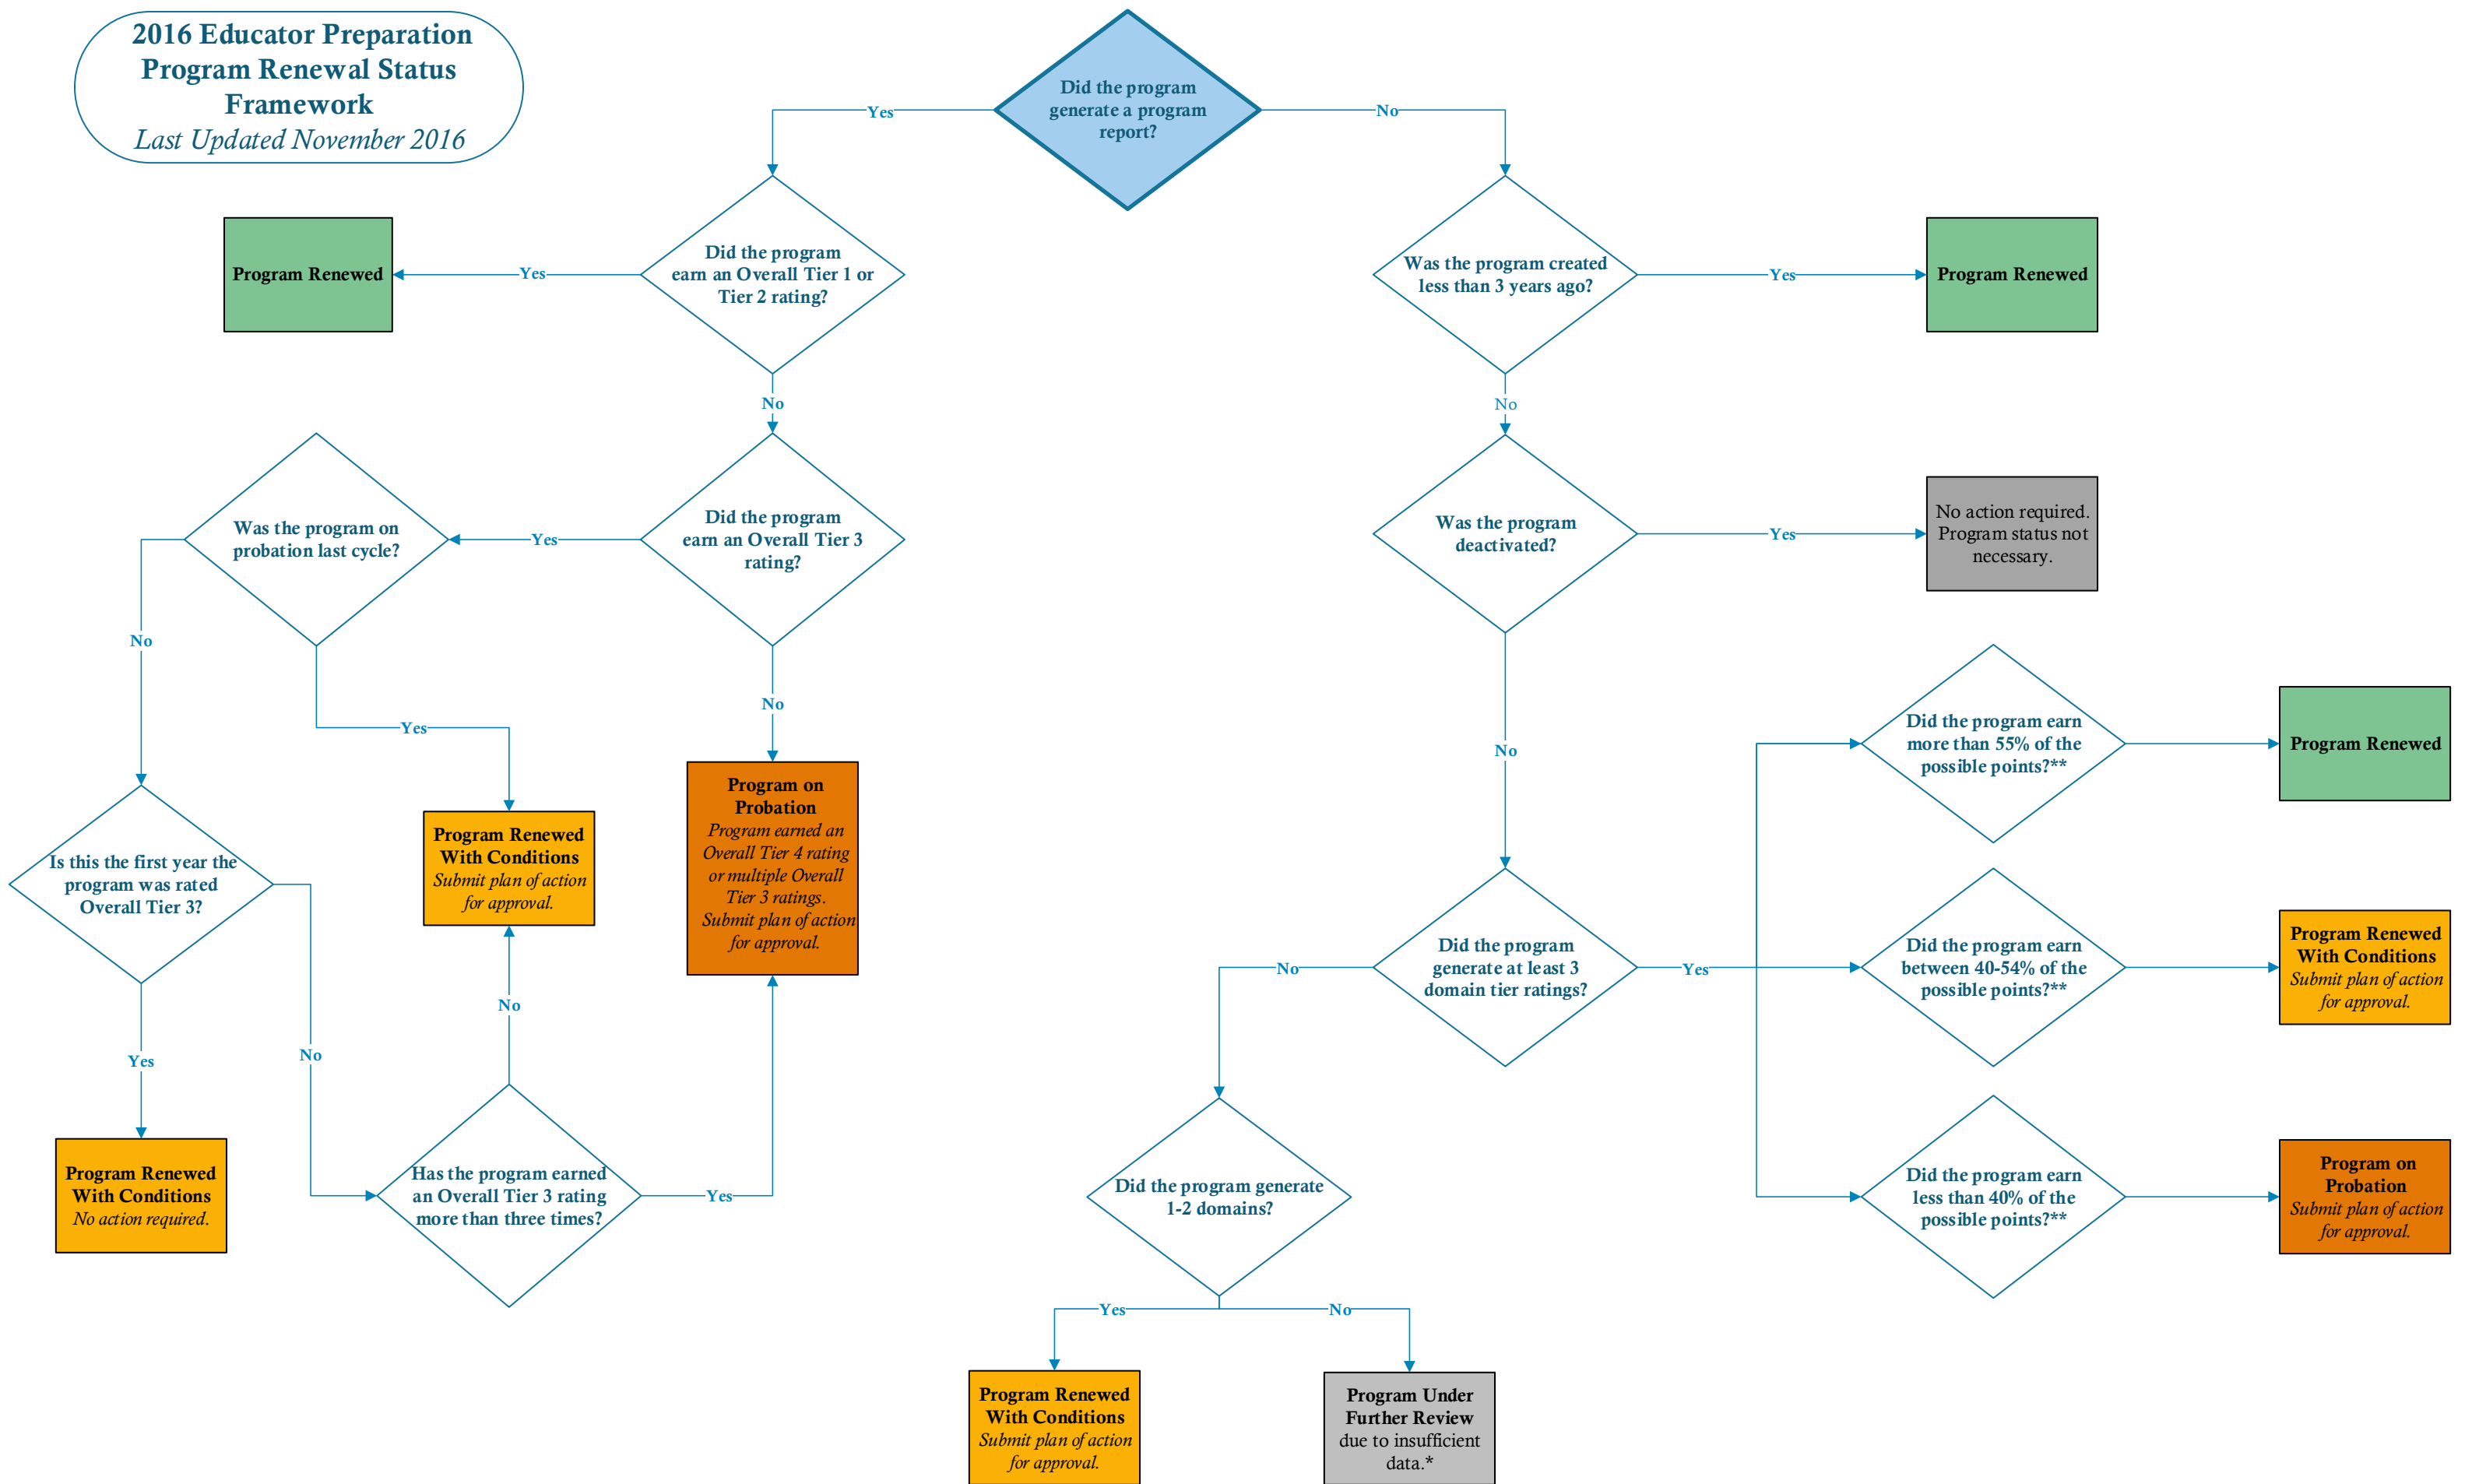 2016 Educator Preparation
Program Renewal Status
Framework
Last Updated November 2016
Did the program
generate a program
report?
Yes
No
Did the program
earn an Overall Tier 1 or
Tier 2 rating?
Yes
Program Renewed
No
Was the program created
less than 3 years ago?
Yes
Program Renewed
No
Did the program
earn an Overall Tier 3
rating?
Yes
No
Was the program on
probation last cycle?
No
Yes
Was the program
deactivated?
Yes
No action required.
Program status not
necessary.
No
Program on
Probation
Program earned an
Overall Tier 4 rating
or multiple Overall
Tier 3 ratings.
Submit plan of action
for approval.
Program Renewed
With Conditions
Submit plan of action
for approval.
Is this the first year the
program was rated
Overall Tier 3?
Yes
No
Program Renewed
With Conditions
No action required.
Has the program earned
an Overall Tier 3 rating
more than three times?
No
Yes
Did the program
generate at least 3
domain tier ratings?
No
Yes
Did the program earn
more than 55% of the
possible points?**
Program Renewed
Did the program earn
between 40-54% of the
possible points?**
Program Renewed
With Conditions
Submit plan of action
for approval.
Did the program earn
less than 40% of the
possible points?**
Program on
Probation
Submit plan of action
for approval.
Did the program generate
1-2 domains?
Yes
No
Program Renewed
With Conditions
Submit plan of action
for approval.
Program Under
Further Review
due to insufficient
data.*